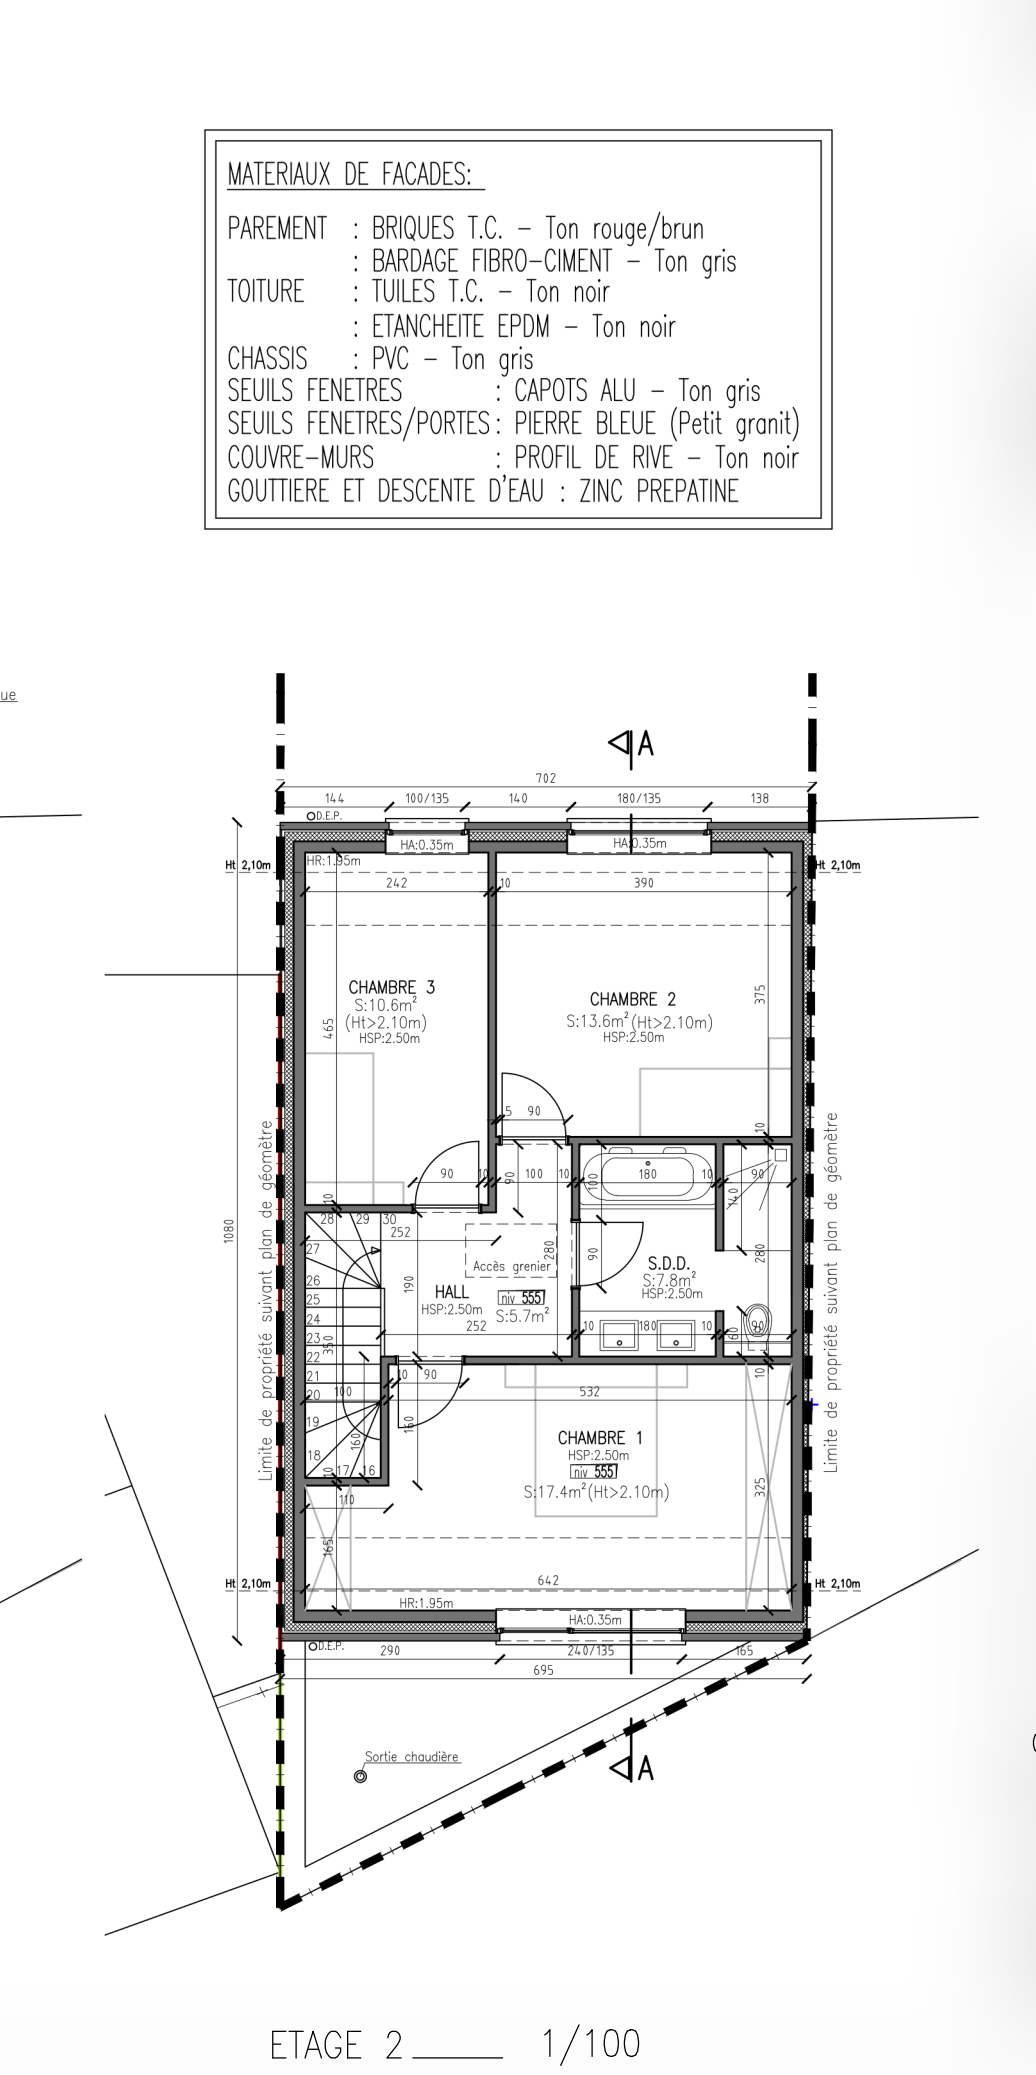 MATERIAUX DE FACADES:
PAREMENT : BRIQUES T.C. – Ton rouge/brun
: BARDAGE FIBRO–CIMENT – Ton gris
TOITURE : TUILES T.C. – Ton noir
: ETANCHEITE EPDM – Ton noir
CHASSIS : PVC – Ton gris
SEUILS FENETRES : CAPOTS ALU – Ton gris
SEUILS FENETRES/PORTES: PIERRE BLEUE (Petit granit)
COUVRE–MURS : PROFIL DE RIVE – Ton noir
GOUTTIERE ET DESCENTE D'EAU : ZINC PREPATINE
ue
A
702
144 100/135 140 180/135 138
D.E.P.
HA:0.35m HA:0.35m
Ht 2,10m HR:1.95m Ht 2,10m
242 10 390
465
375
CHAMBRE 3
S:10.6m²
(Ht>2.10m)
HSP:2.50m
CHAMBRE 2
S:13.6m²(Ht>2.10m)
HSP:2.50m
5 90
10
90 10 90 100 10 100 180 10 90
140
10
28 29 30
252
27
26
25
24
23
22
21
20
19
18
17 16
350
100
160
10
190
Accès grenier
280
90
280
HALL
HSP:2.50m
niv 555
S:5.7m²
252
S.D.D.
S:7.8m²
HSP:2.50m
10 180 10 60 90
10 90
160
532
10
CHAMBRE 1
HSP:2.50m
niv 555
S:17.4m²(Ht>2.10m)
325
110
165
Ht 2,10m 642 Ht 2,10m
HR:1.95m
HA:0.35m
D.E.P.
290 240/135 165
695
1080
Limite de propriété suivant plan de géomètre
Limite de propriété suivant plan de géomètre
Sortie chaudière
A
ETAGE 2 1/100